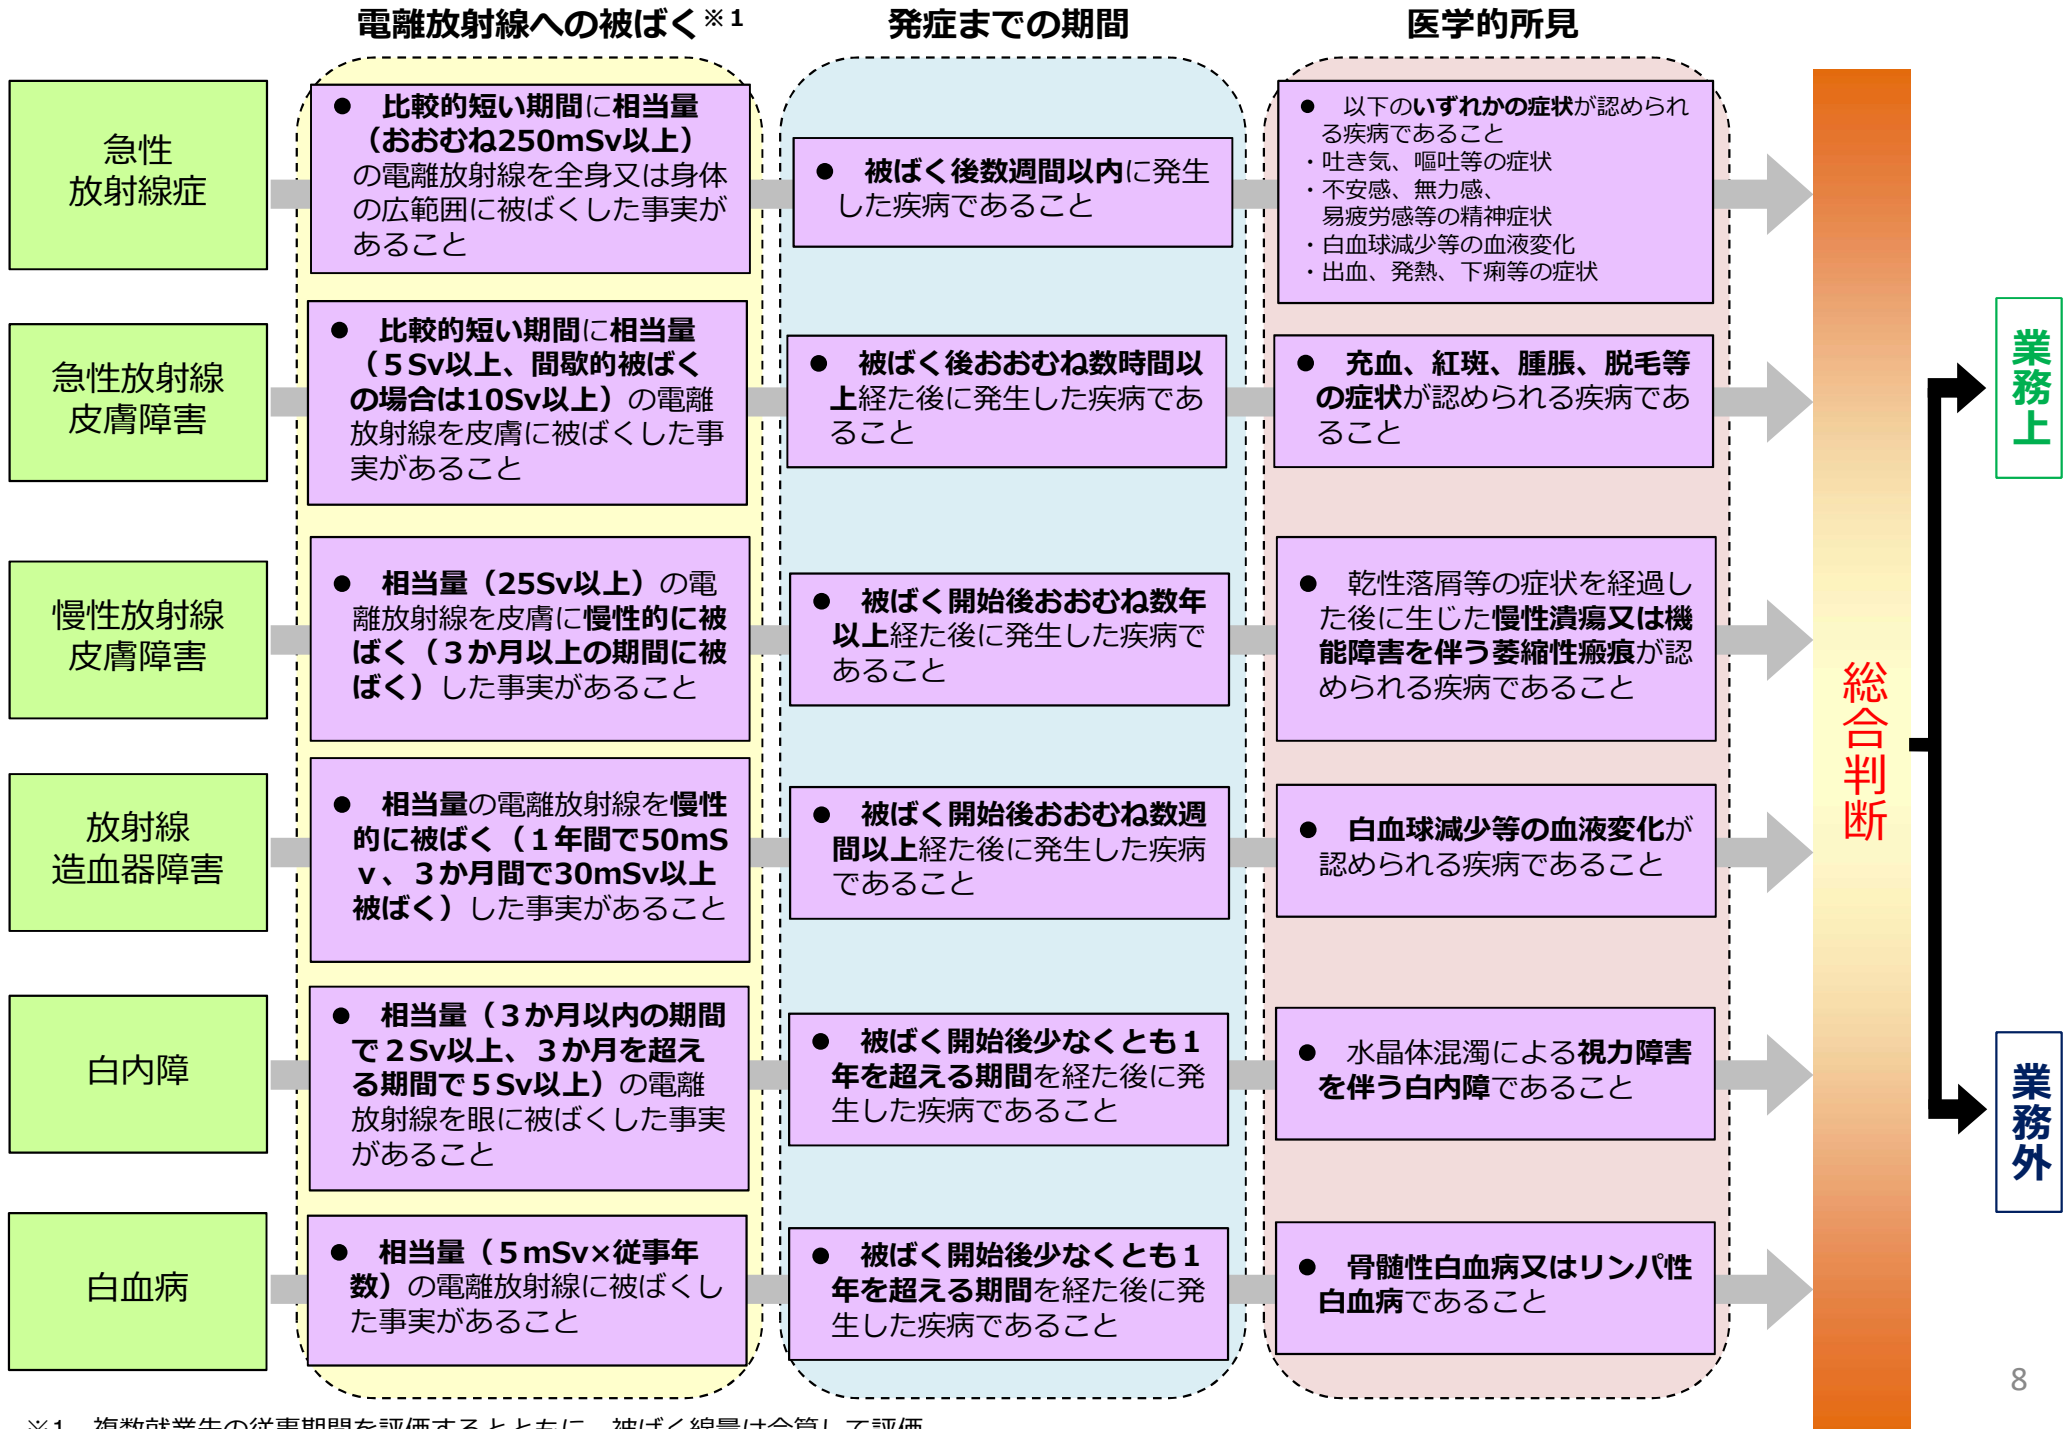 電離放射線への被ばく※1
発症までの期間
医学的所見
急性
放射線症
● 比較的短い期間に相当量
（おおむね250mSv以上）
の電離放射線を全身又は身体
の広範囲に被ばくした事実が
あること
● 被ばく後数週間以内に発生
した疾病であること
● 以下のいずれかの症状が認められ
る疾病であること
・吐き気、嘔吐等の症状
・不安感、無力感、
易疲労感等の精神症状
・白血球減少等の血液変化
・出血、発熱、下痢等の症状
急性放射線
皮膚障害
● 比較的短い期間に相当量
（５Sv以上、間歇的被ばく
の場合は10Sv以上）の電離
放射線を皮膚に被ばくした事
実があること
● 被ばく後おおむね数時間以
上経た後に発生した疾病であ
ること
● 充血、紅斑、腫脹、脱毛等
の症状が認められる疾病であ
ること
慢性放射線
皮膚障害
● 相当量（25Sv以上）の電
離放射線を皮膚に慢性的に被
ばく（３か月以上の期間に被
ばく）した事実があること
● 被ばく開始後おおむね数年
以上経た後に発生した疾病で
あること
● 乾性落屑等の症状を経過し
た後に生じた慢性潰瘍又は機
能障害を伴う萎縮性瘢痕が認
められる疾病であること
放射線
造血器障害
● 相当量の電離放射線を慢性
的に被ばく（１年間で50mS
ｖ、３か月間で30mSv以上
被ばく）した事実があること
● 被ばく開始後おおむね数週
間以上経た後に発生した疾病
であること
● 白血球減少等の血液変化が
認められる疾病であること
白内障
● 相当量（３か月以内の期間
で２Sv以上、３か月を超え
る期間で５Sv以上）の電離
放射線を眼に被ばくした事実
があること
● 被ばく開始後少なくとも１
年を超える期間を経た後に発
生した疾病であること
● 水晶体混濁による視力障害
を伴う白内障であること
白血病
● 相当量（５mSv×従事年
数）の電離放射線に被ばくし
た事実があること
● 被ばく開始後少なくとも１
年を超える期間を経た後に発
生した疾病であること
● 骨髄性白血病又はリンパ性
白血病であること
総合判断
業務上
業務外
8
※1 複数就業先の従事期間を評価するとともに、被ばく線量は合算して評価